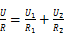 U/R = U₁/R₁ + U₂/R₂